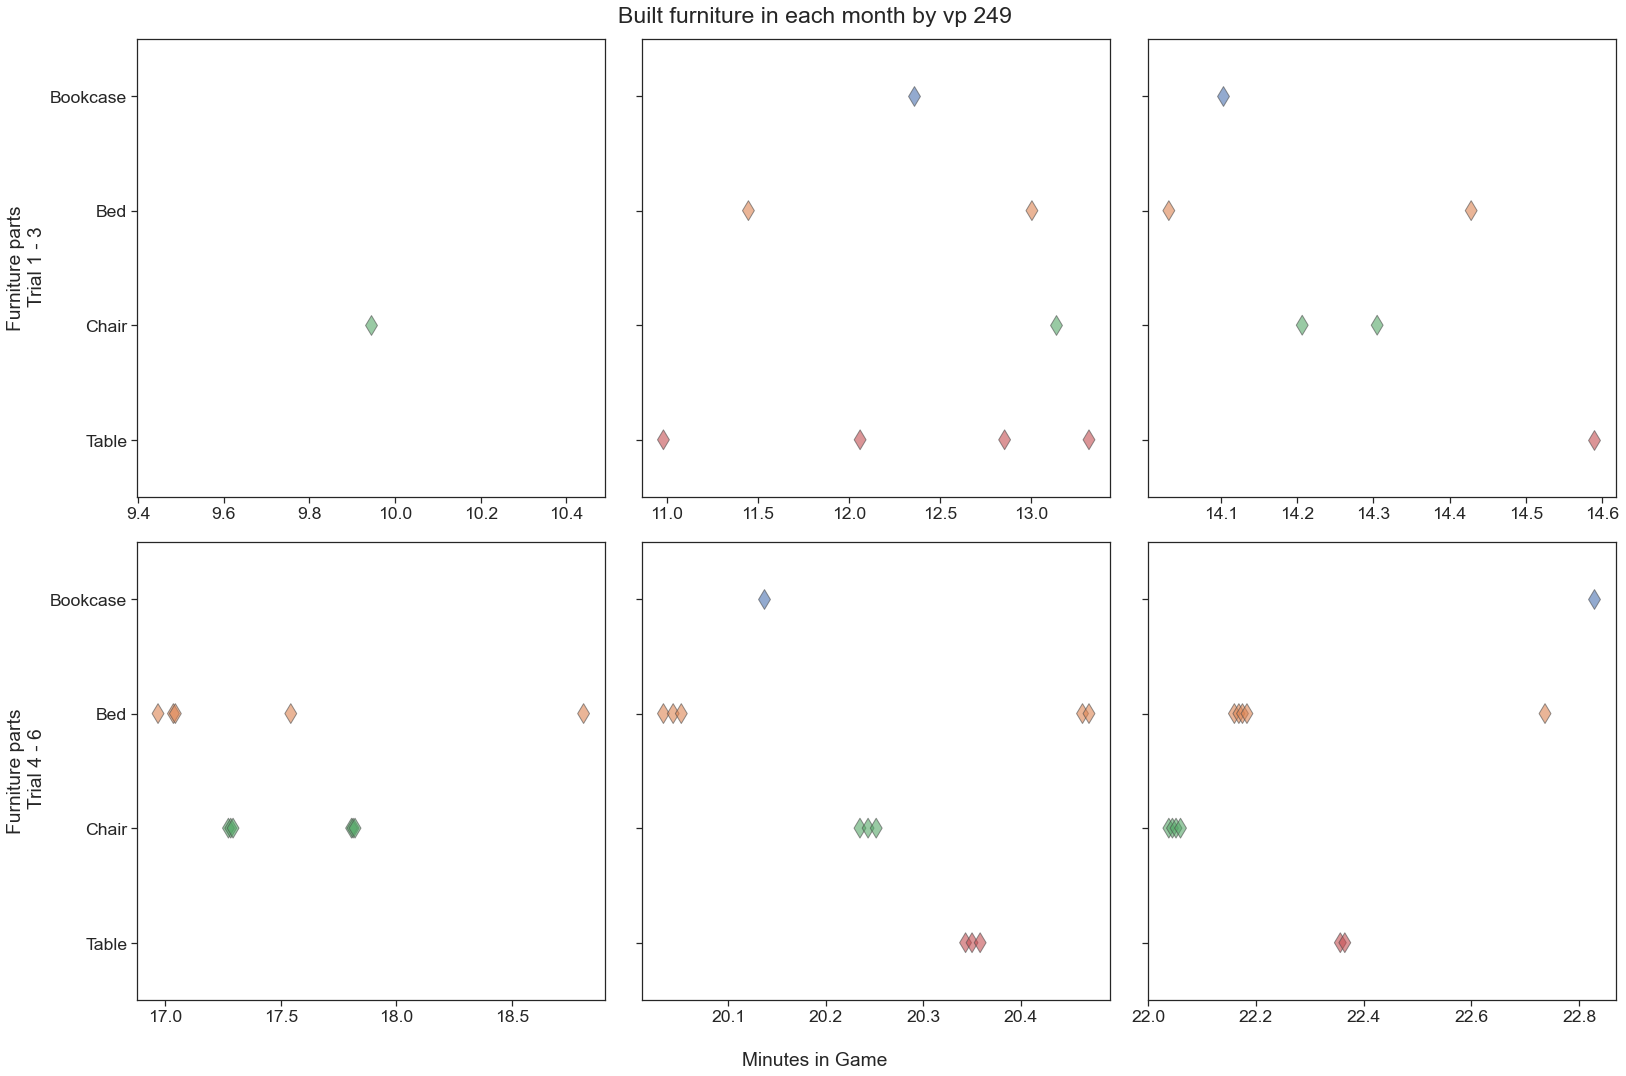 Built furniture in each month by vp 249
Furniture parts
Trial 1 - 3
Bookcase
Bed
Chair
Table
9.4 9.6 9.8 10.0 10.2 10.4
11.0 11.5 12.0 12.5 13.0
14.1 14.2 14.3 14.4 14.5 14.6
Furniture parts
Trial 4 - 6
Bookcase
Bed
Chair
Table
17.0 17.5 18.0 18.5
20.1 20.2 20.3 20.4
22.0 22.2 22.4 22.6 22.8
Minutes in Game